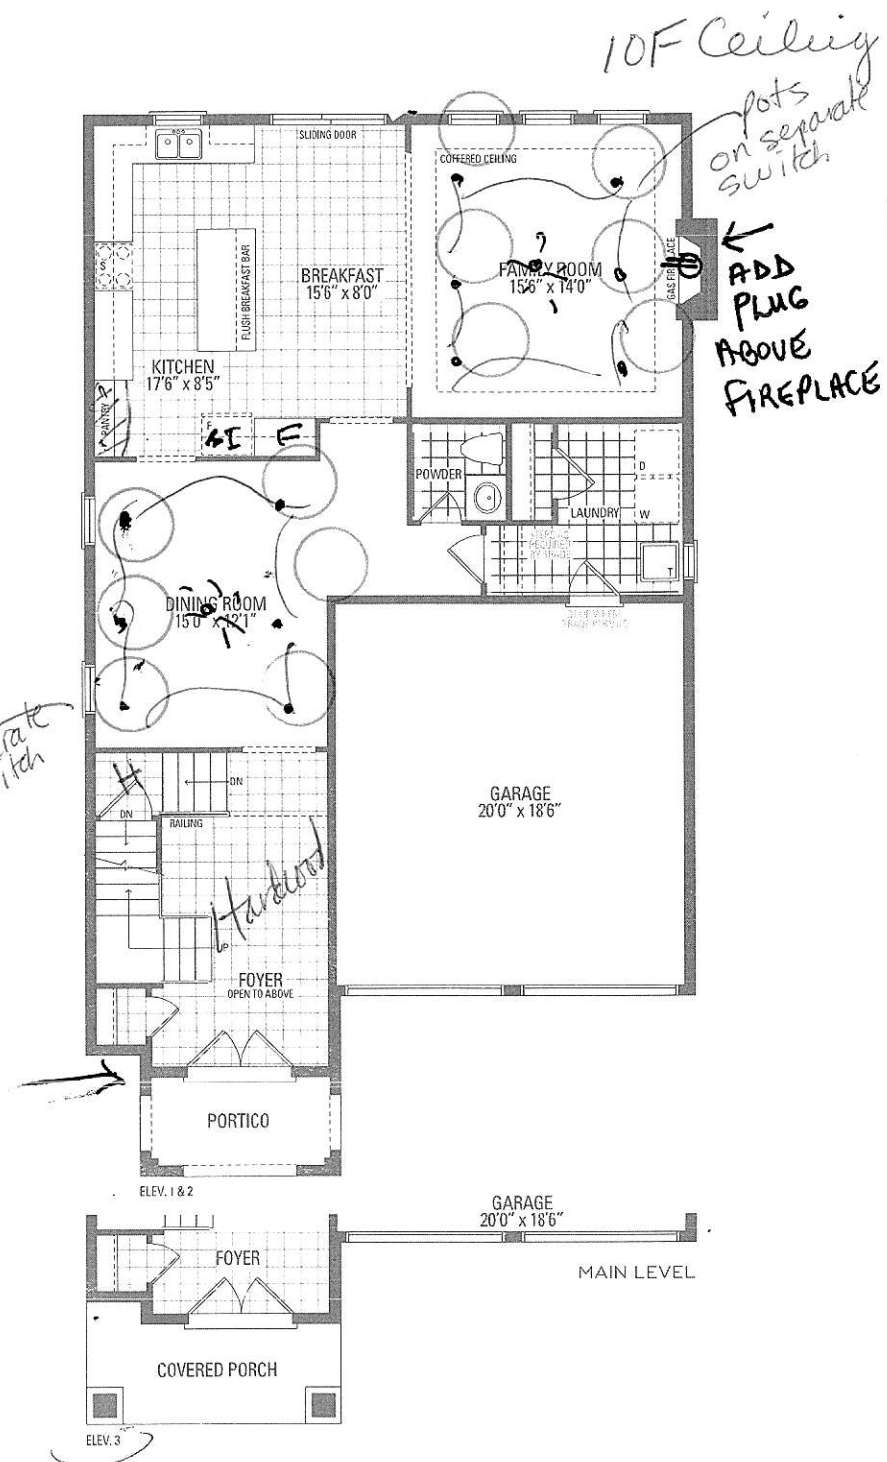 10F Ceiling
pots
on separate
switch
SLIDING DOOR
COFFERED CEILING
S
FLUSH BREAKFAST BAR
BREAKFAST
15'6" x 8'0"
FAMILY ROOM
15'6" x 14'0"
GAS FIREPLACE
ADD
PLUG
ABOVE
FIREPLACE
KITCHEN
17'6" x 8'5"
PANTRY
F
POWDER
LAUNDRY
D
W
T
DINING ROOM
15'0" x 12'1"
DN
DN
RAILING
Hardwood
GARAGE
20'0" x 18'6"
FOYER
OPEN TO ABOVE
PORTICO
ELEV. 1 & 2
GARAGE
20'0" x 18'6"
FOYER
MAIN LEVEL
COVERED PORCH
ELEV. 3